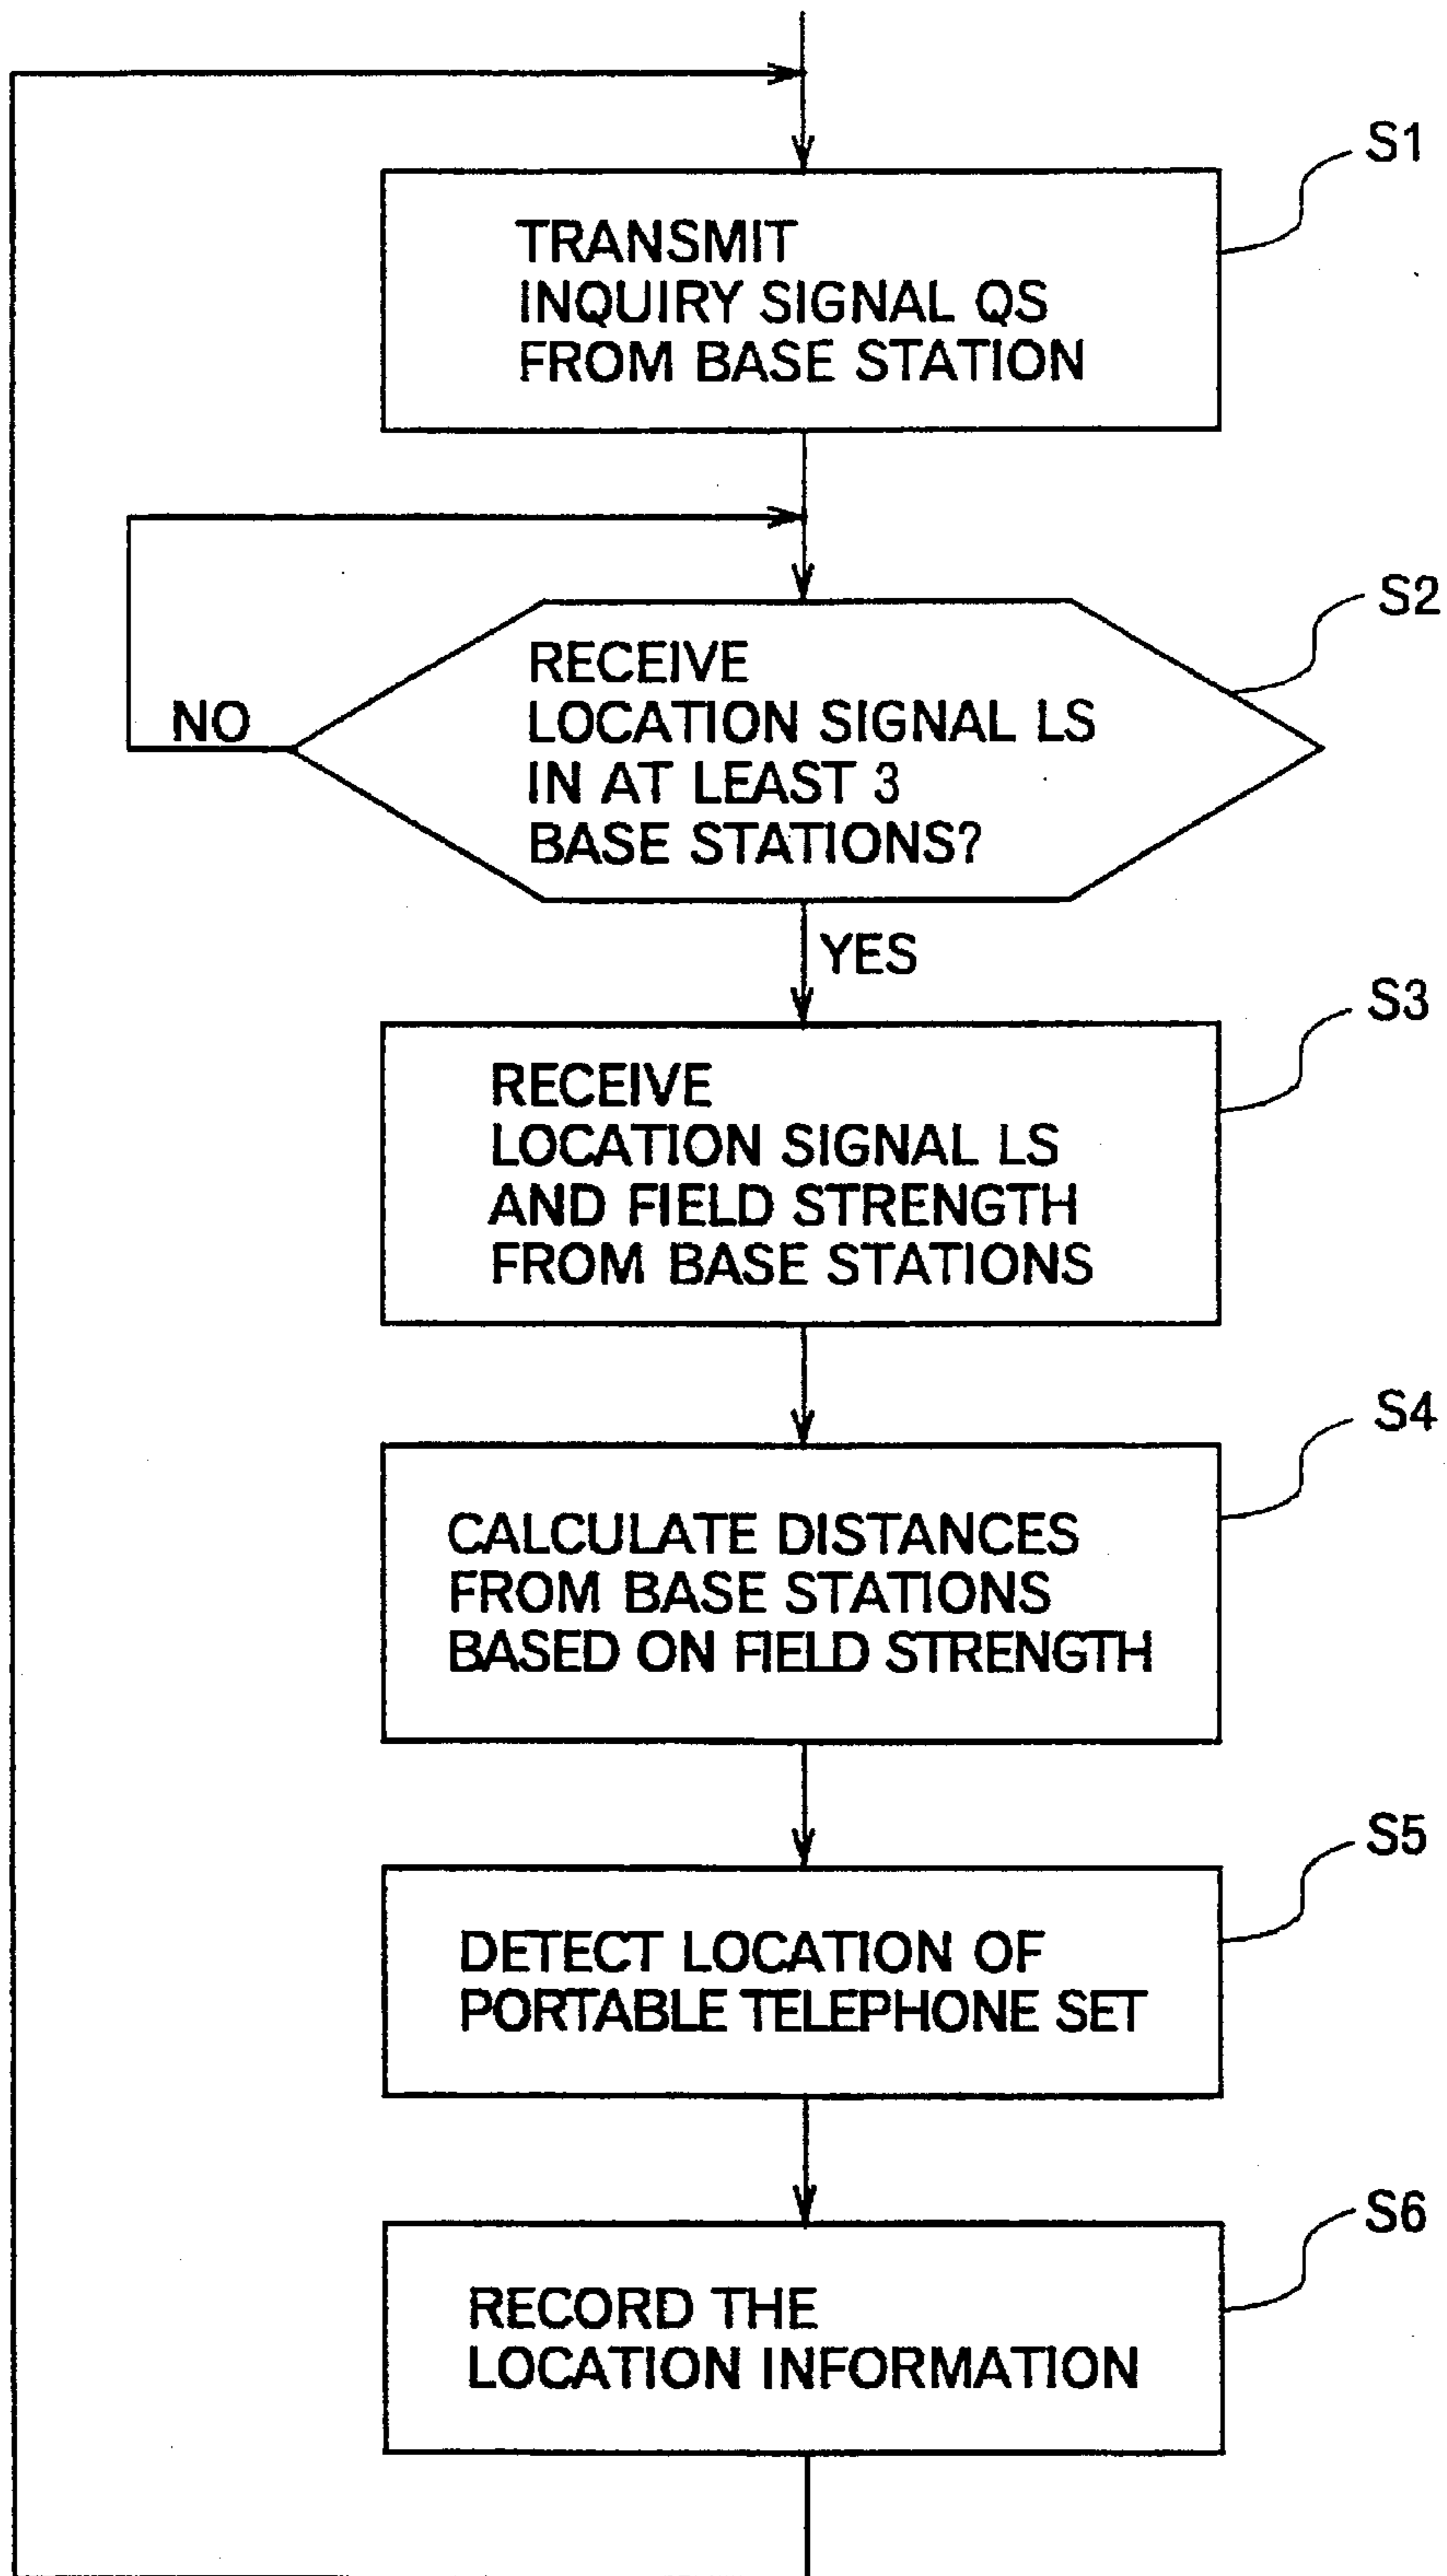 S1
TRANSMIT
INQUIRY SIGNAL QS
FROM BASE STATION
S2
RECEIVE
LOCATION SIGNAL LS
IN AT LEAST 3
BASE STATIONS?
NO
YES
S3
RECEIVE
LOCATION SIGNAL LS
AND FIELD STRENGTH
FROM BASE STATIONS
S4
CALCULATE DISTANCES
FROM BASE STATIONS
BASED ON FIELD STRENGTH
S5
DETECT LOCATION OF
PORTABLE TELEPHONE SET
S6
RECORD THE
LOCATION INFORMATION